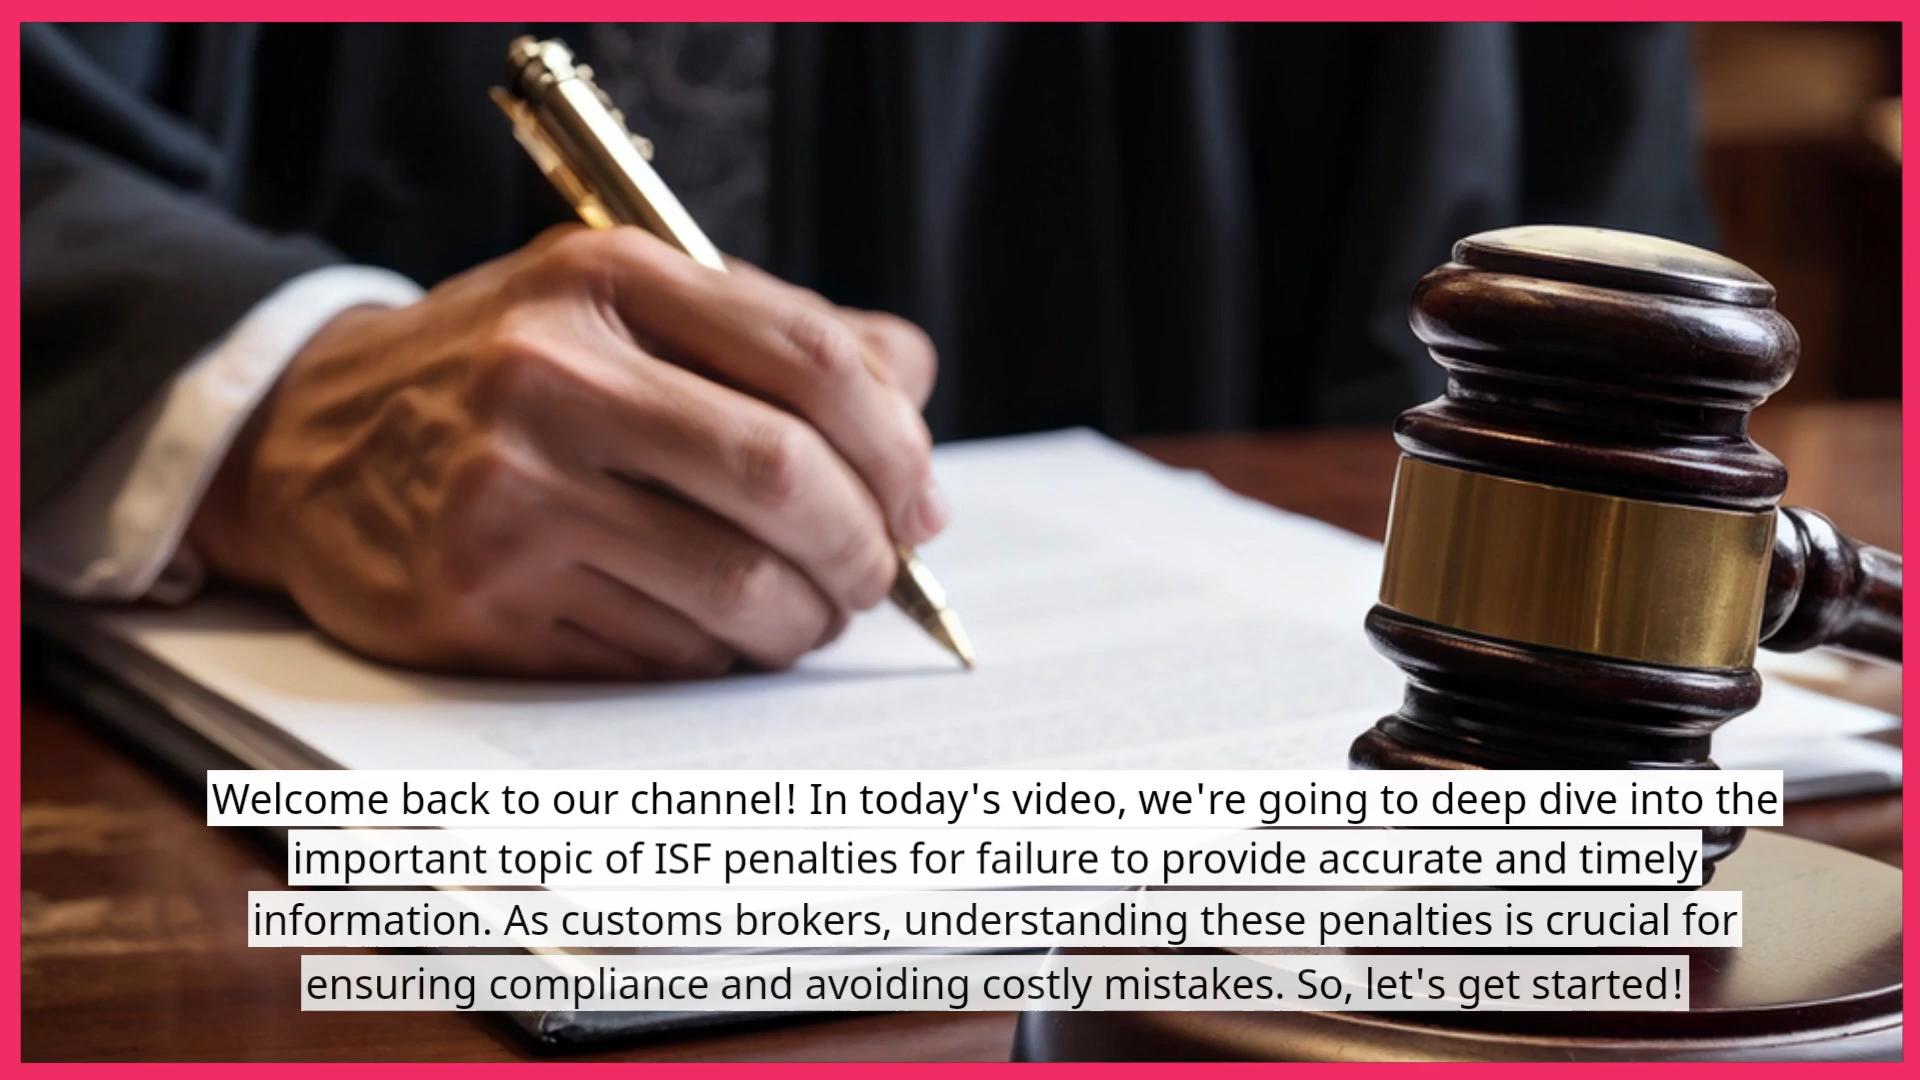 Welcome back to our channel! In today's video, we're going to deep dive into the
important topic of ISF penalties for failure to provide accurate and timely
information. As customs brokers, understanding these penalties is crucial for
ensuring compliance and avoiding costly mistakes. So, let's get started!